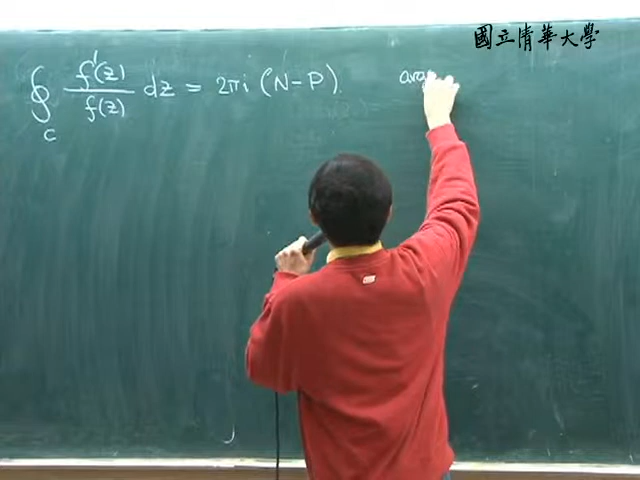 國立清華大學
∮_C f'(z)/f(z) dz = 2πi (N-P). arg